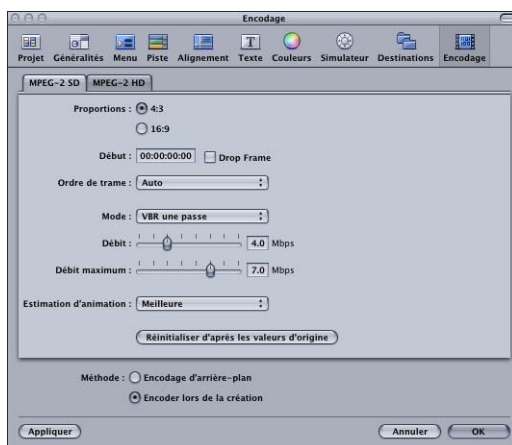 Encodage
Projet Généralités Menu Piste Alignement Texte Couleurs Simulateur Destinations Encodage
MPEG-2 SD MPEG-2 HD
Proportions : 4:3
16:9
Début : 00:00:00:00 Drop Frame
Ordre de trame : Auto
Mode : VBR une passe
Débit : 4.0 Mbps
Débit maximum : 7.0 Mbps
Estimation d'animation : Meilleure
Réinitialiser d'après les valeurs d'origine
Méthode : Encodage d'arrière-plan
Encoder lors de la création
Appliquer Annuler OK